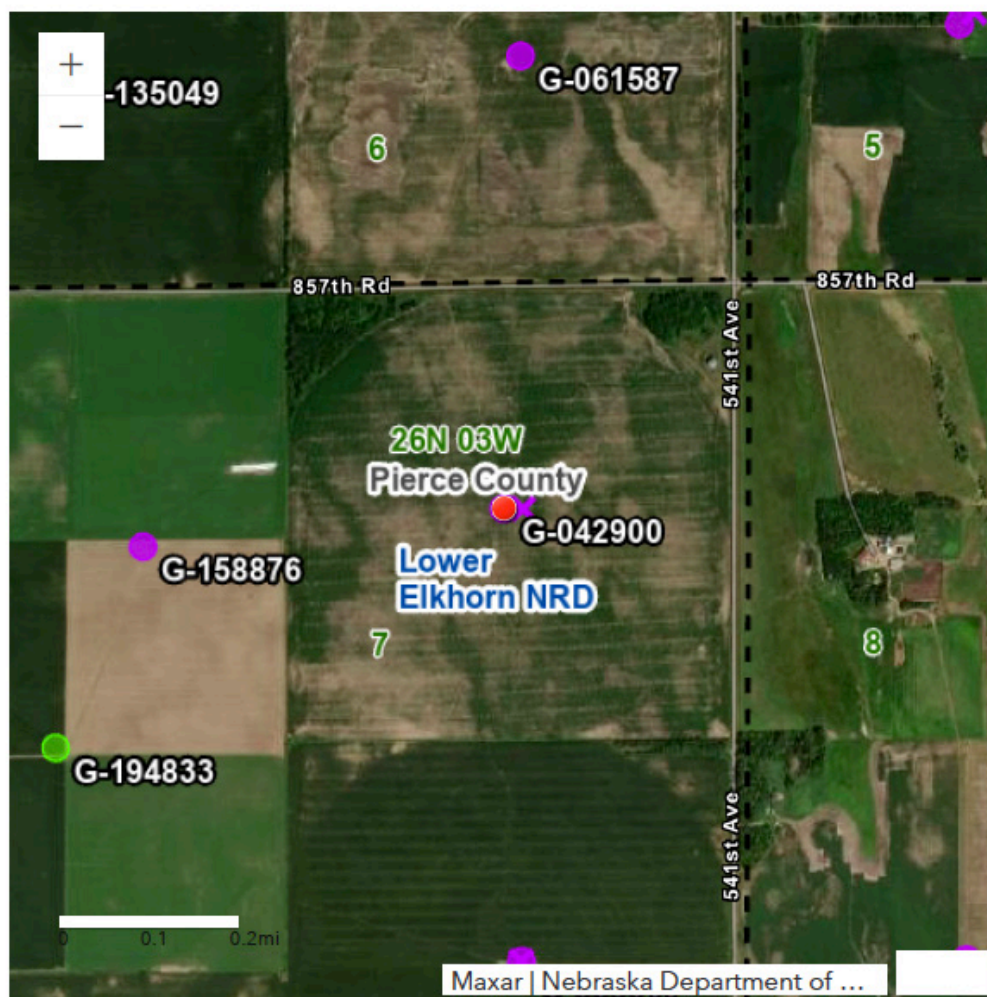 +
−
-135049
G-061587
6
5
857th Rd
857th Rd
541st Ave
26N 03W
Pierce County
G-042900
G-158876
Lower
Elkhorn NRD
7
8
G-194833
541st Ave
0 0.1 0.2mi
Maxar | Nebraska Department of ...